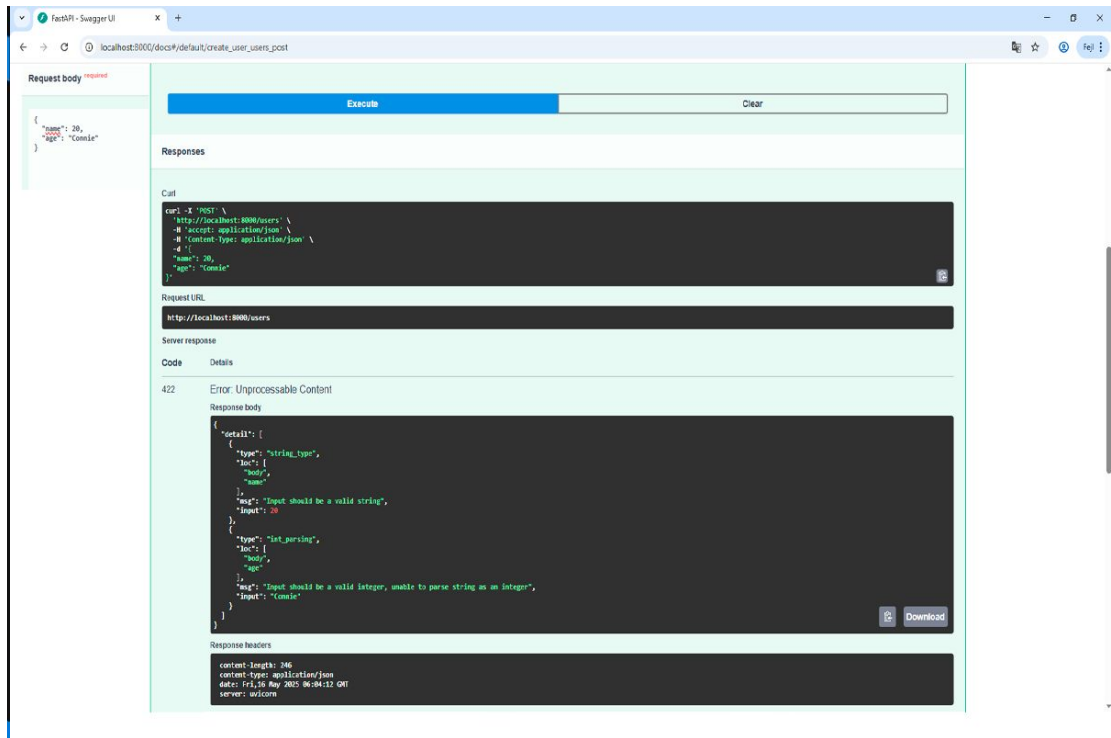 FastAPI - Swagger UI
localhost:8000/docs#/default/create_user_users_post
Request body required
{
"name": 20,
"age": "Connie"
}
Execute
Clear
Responses
Curl
curl -X 'POST' \
'http://localhost:8000/users' \
-H 'accept: application/json' \
-H 'Content-Type: application/json' \
-d '{
"name": 20,
"age": "Connie"
}'
Request URL
http://localhost:8000/users
Server response
Code Details
422 Error: Unprocessable Content
Response body
{
"detail": [
{
"type": "string_type",
"loc": [
"body",
"name"
],
"msg": "Input should be a valid string",
"input": 20
},
{
"type": "int_parsing",
"loc": [
"body",
"age"
],
"msg": "Input should be a valid integer, unable to parse string as an integer",
"input": "Connie"
}
]
}
Download
Response headers
content-length: 246
content-type: application/json
date: Fri,16 May 2025 06:04:12 GMT
server: uvicorn